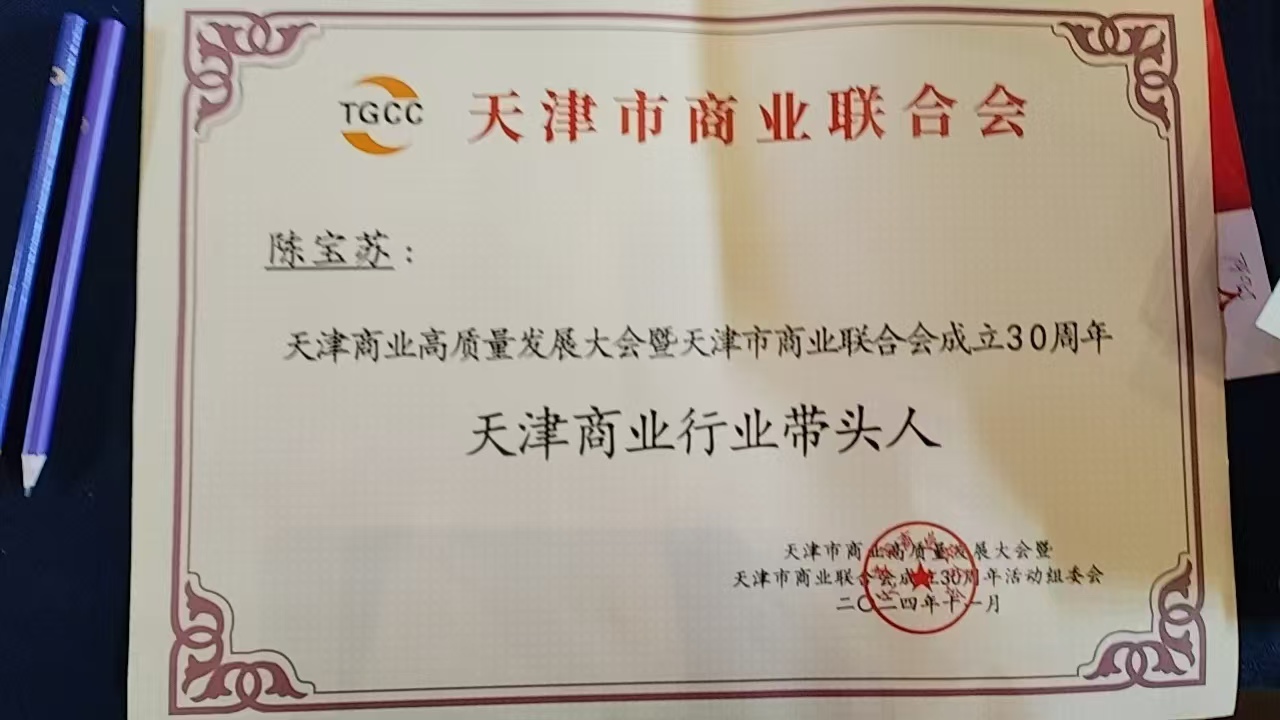 TGCC 天津市商业联合会
陈宝苏：
天津商业高质量发展大会暨天津市商业联合会成立30周年
天津商业行业带头人
天津市商业高质量发展大会暨
天津市商业联合会成立30周年活动组委会
二〇二四年十一月